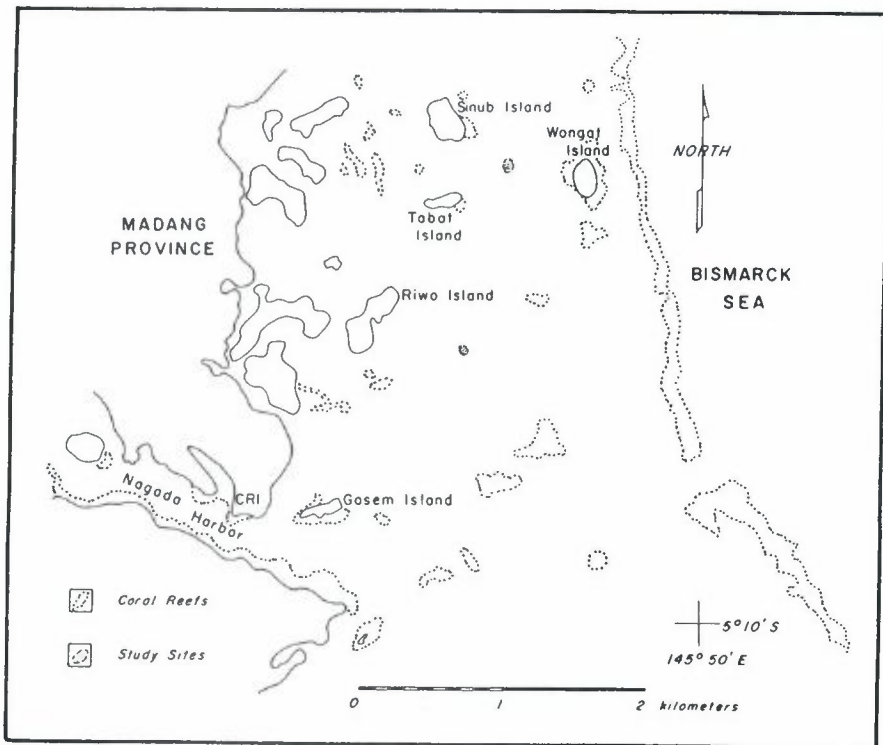 Sinub Island
Wongat
Island
NORTH
Tabat
Island
MADANG
PROVINCE
BISMARCK
SEA
Riwo Island
CRI
Gosem Island
Nagada Harbor
Coral Reefs
Study Sites
5°10' S
145° 50' E
0 1 2 kilometers